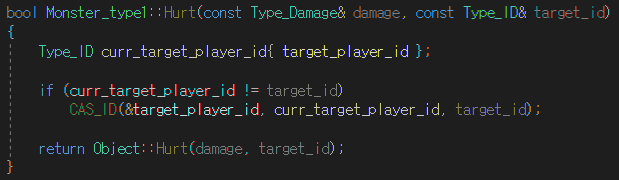 bool Monster_type1::Hurt(const Type_Damage& damage, const Type_ID& target_id)
{
Type_ID curr_target_player_id{ target_player_id };
if (curr_target_player_id != target_id)
CAS_ID(&target_player_id, curr_target_player_id, target_id);
return Object::Hurt(damage, target_id);
}